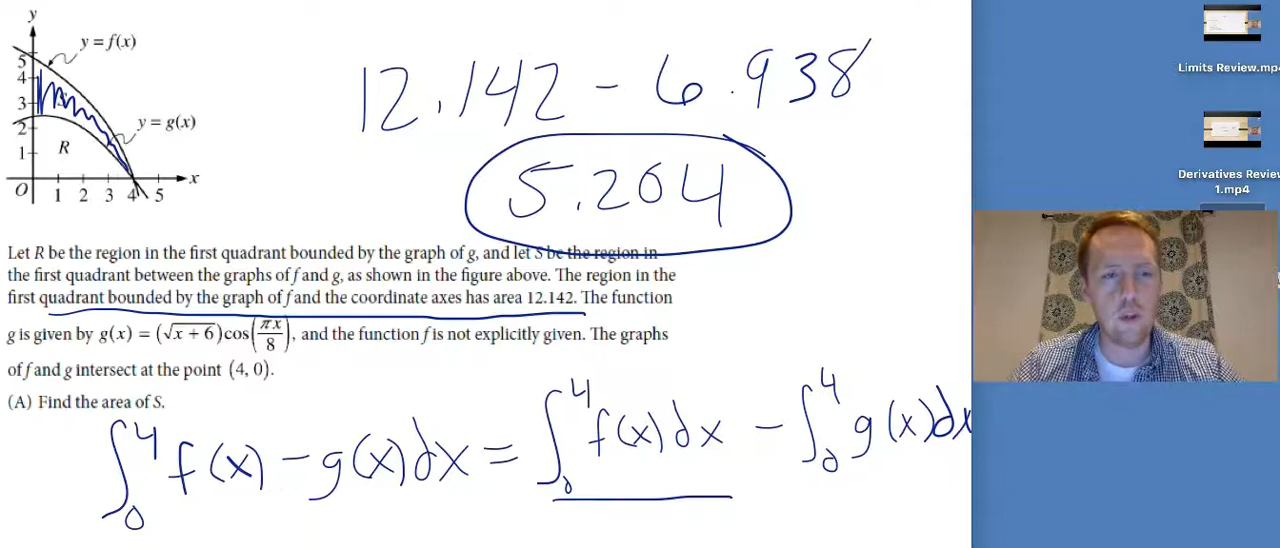 y
y = f(x)
5
4
3
2
1
S
y = g(x)
R
O
1 2 3 4 5
x
12.142 - 6.938
5.204
Let R be the region in the first quadrant bounded by the graph of g, and let S be the region in
the first quadrant between the graphs of f and g, as shown in the figure above. The region in the
first quadrant bounded by the graph of f and the coordinate axes has area 12.142. The function
g is given by g(x) = (√x + 6)cos(πx/8), and the function f is not explicitly given. The graphs
of f and g intersect at the point (4, 0).
(A) Find the area of S.
∫₀⁴ f(x) - g(x)dx = ∫₀⁴ f(x)dx - ∫₀⁴ g(x)dx
Limits Review.mp4
Derivatives Review
1.mp4